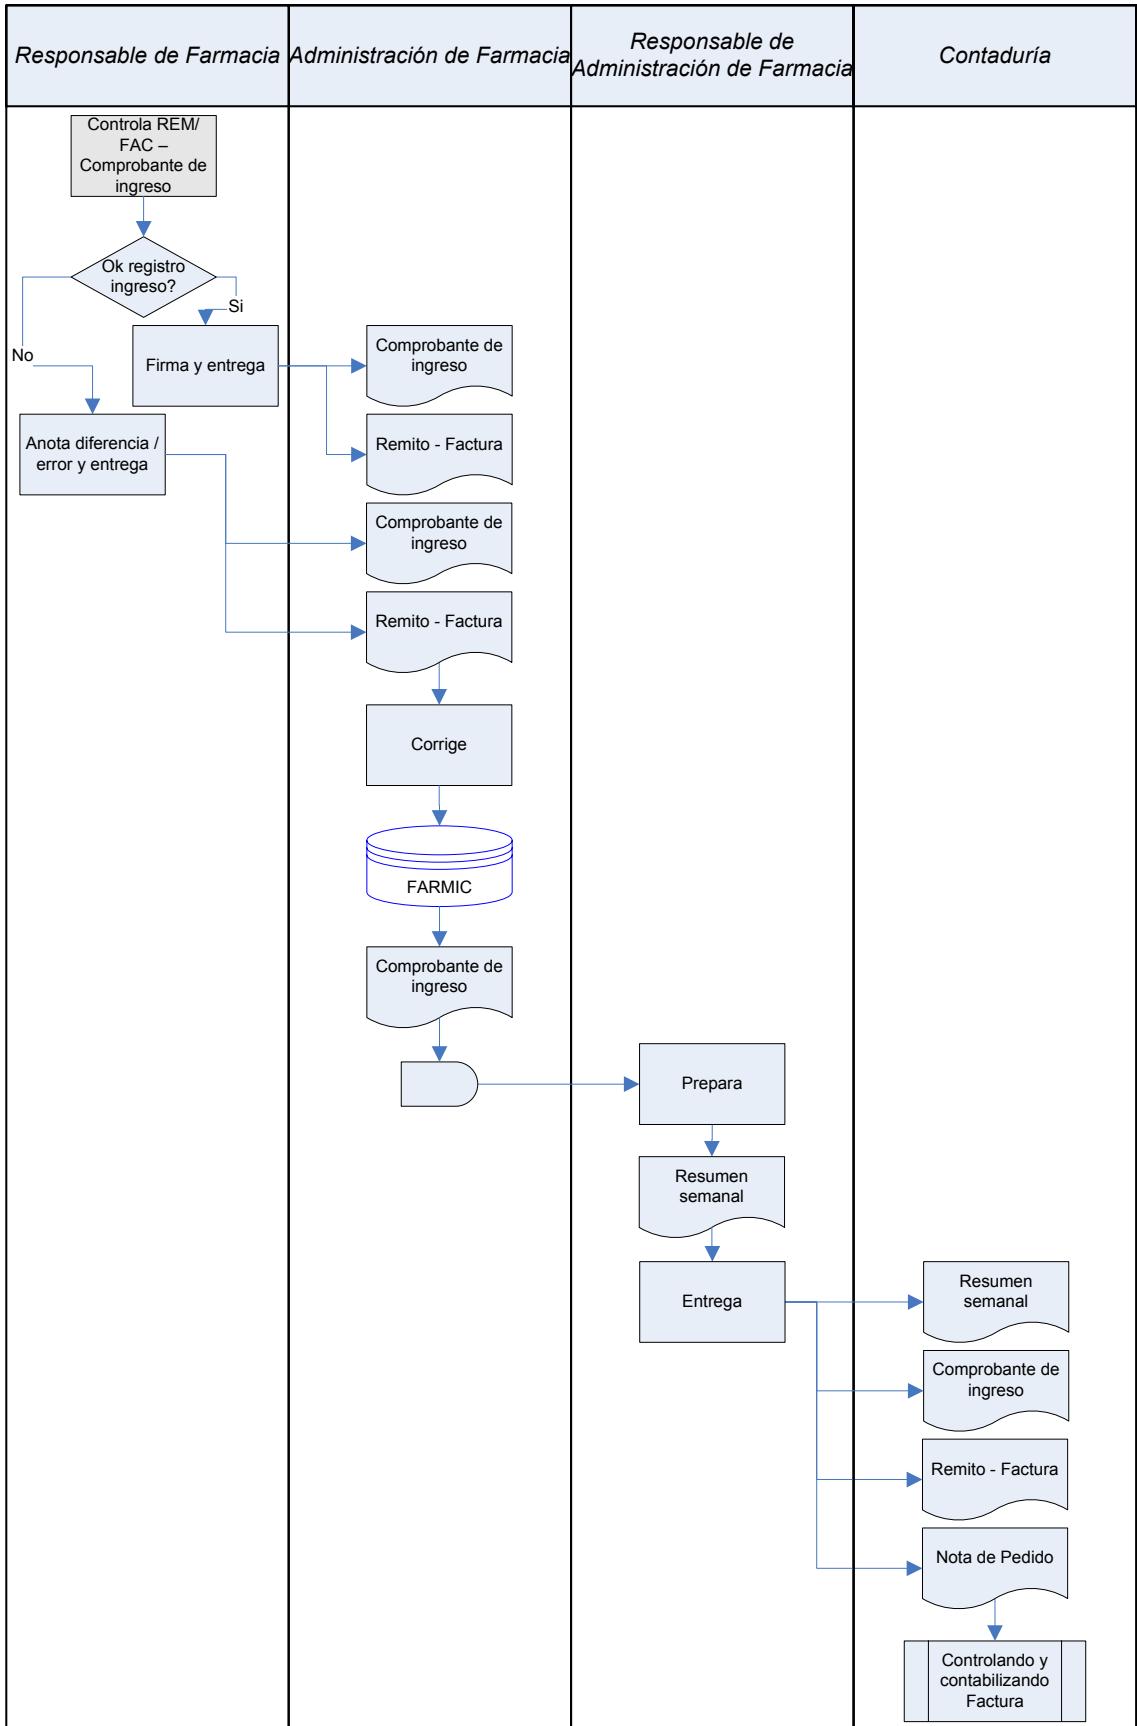 Responsable de Farmacia
Administración de Farmacia
Responsable de
Administración de Farmacia
Contaduría
Controla REM/
FAC –
Comprobante de
ingreso
Ok registro
ingreso?
Si
No
Firma y entrega
Comprobante de
ingreso
Anota diferencia /
error y entrega
Remito - Factura
Comprobante de
ingreso
Remito - Factura
Corrige
FARMIC
Comprobante de
ingreso
Prepara
Resumen
semanal
Entrega
Resumen
semanal
Comprobante de
ingreso
Remito - Factura
Nota de Pedido
Controlando y
contabilizando
Factura